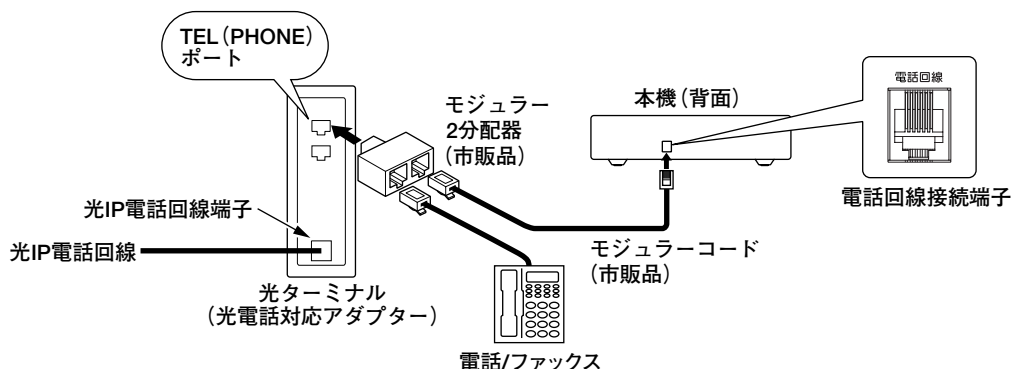 TEL(PHONE)
ポート
モジュラー
2分配器
(市販品)
本機(背面)
電話回線
電話回線接続端子
光IP電話回線端子
光IP電話回線
モジュラーコード
(市販品)
光ターミナル
(光電話対応アダプター)
電話/ファックス